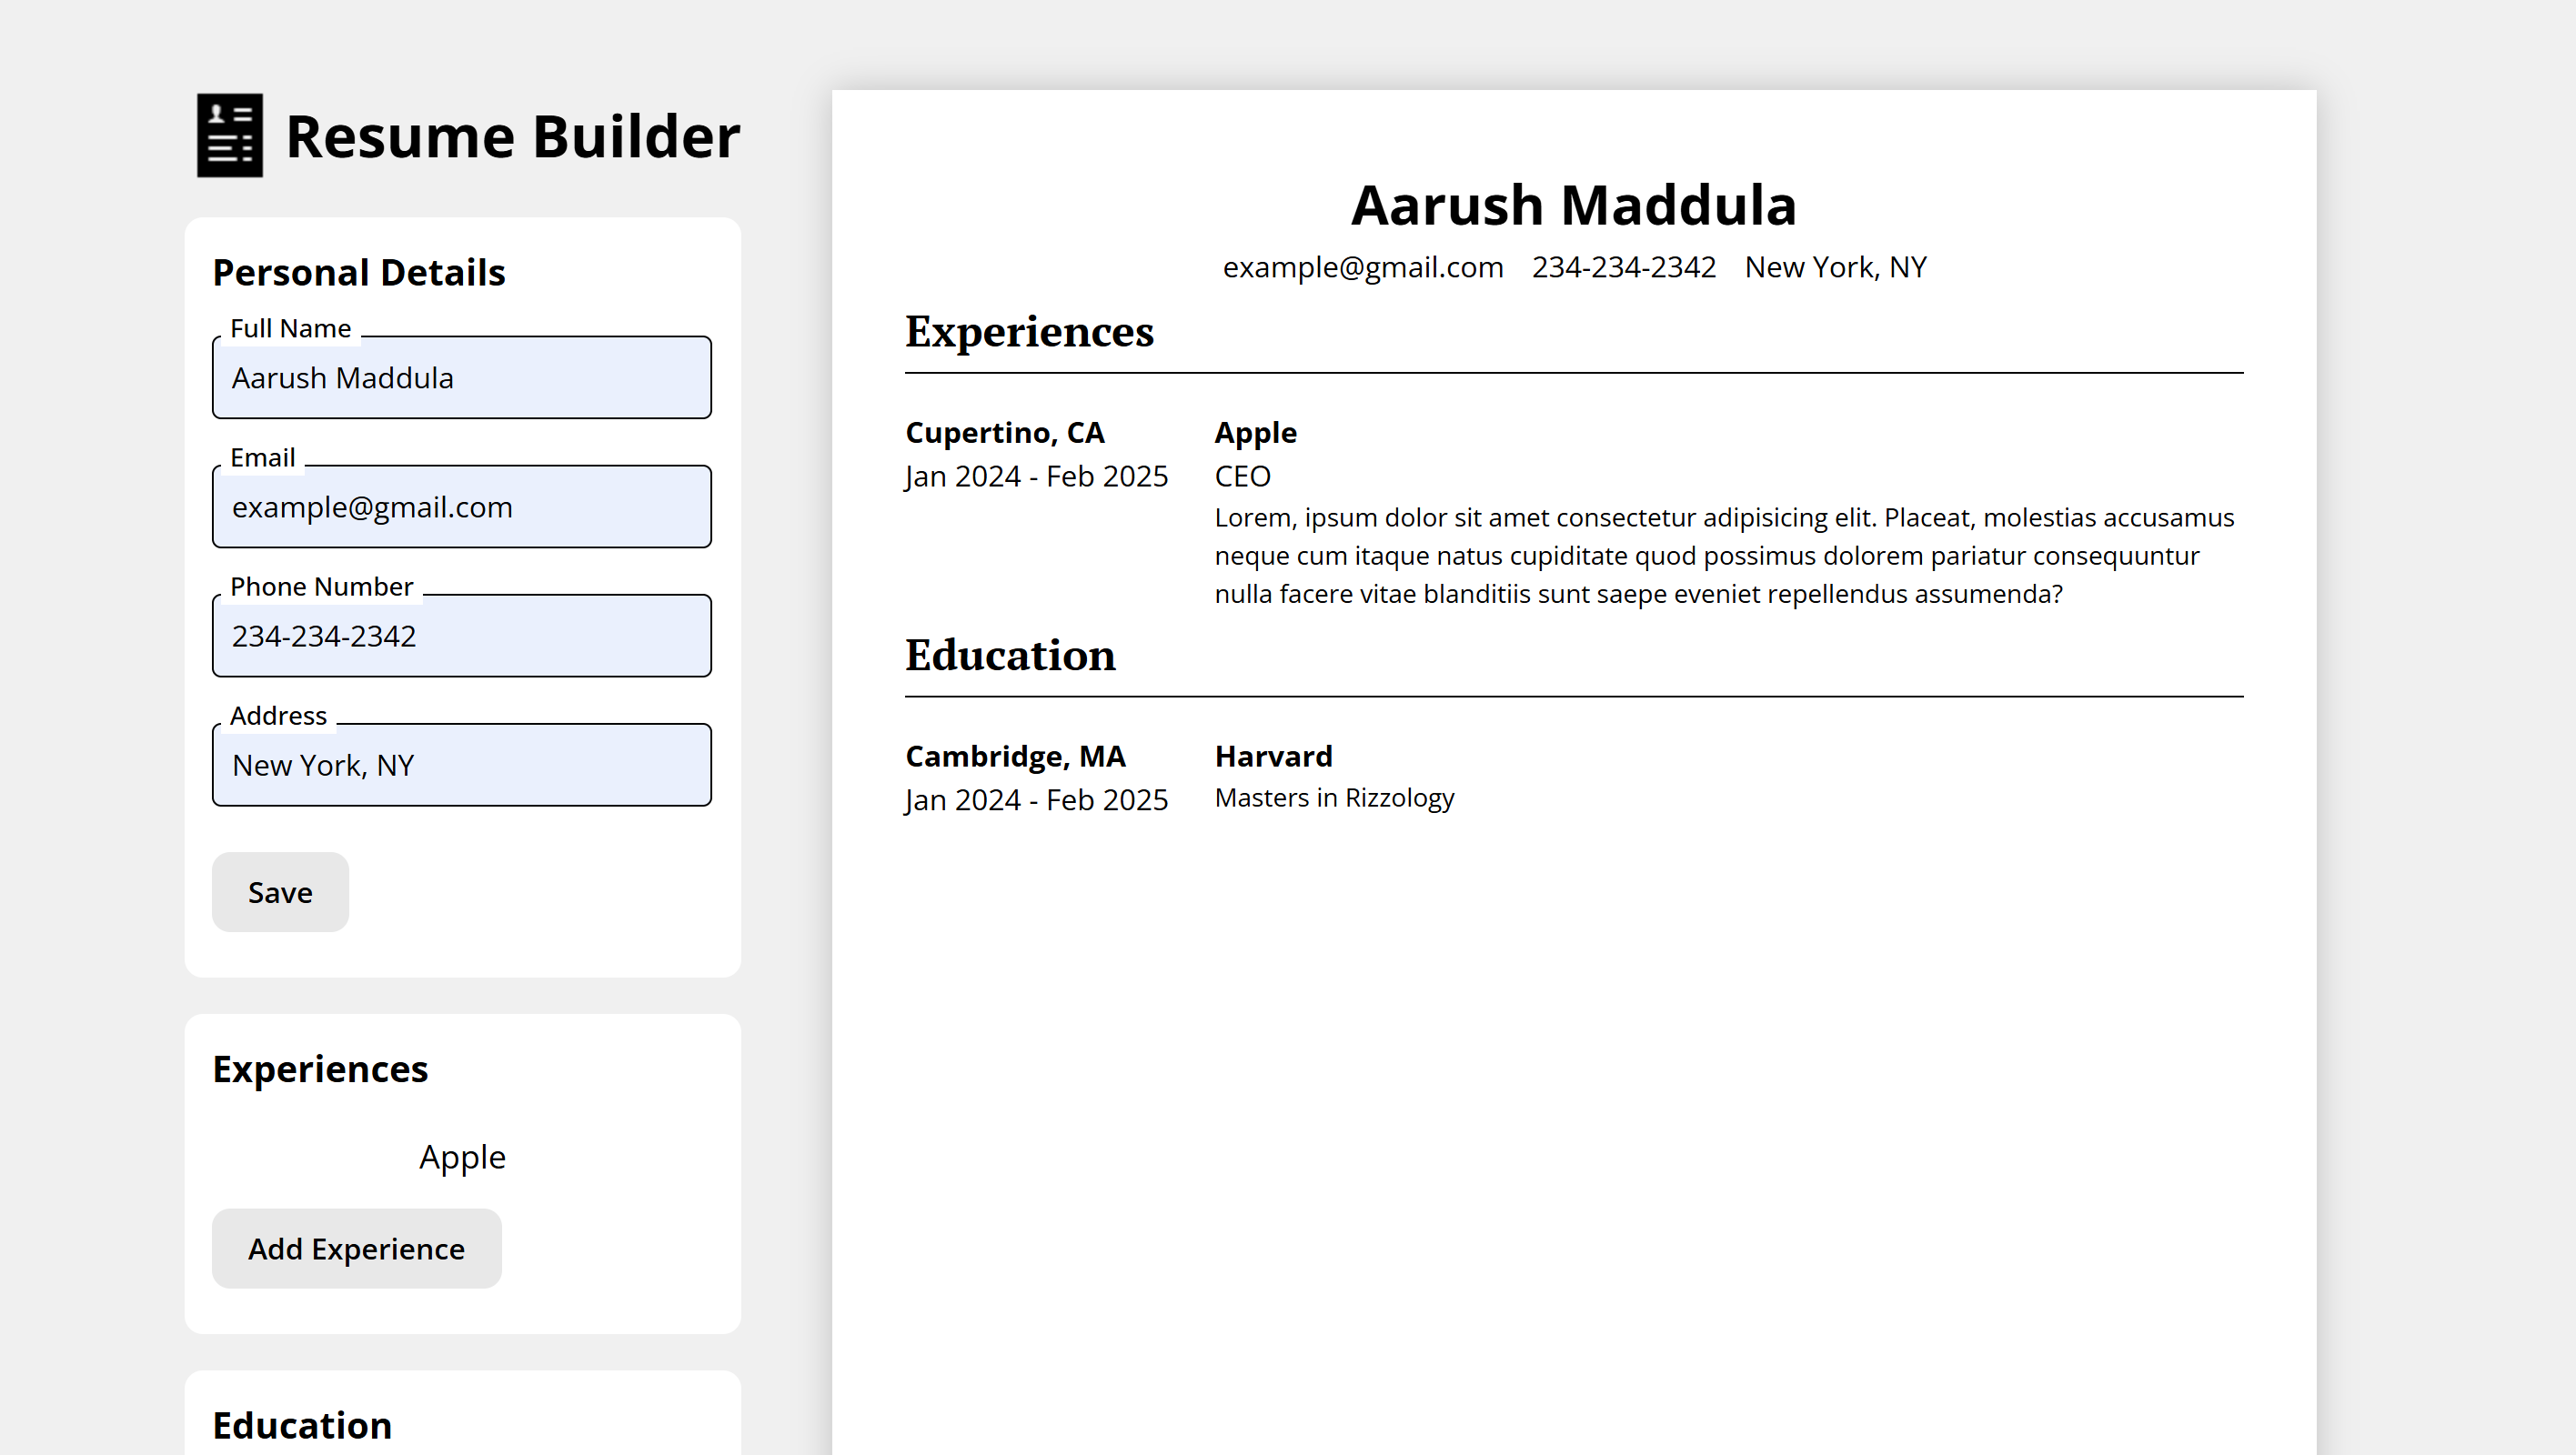 Resume Builder
Personal Details
Full Name
Aarush Maddula
Email
example@gmail.com
Phone Number
234-234-2342
Address
New York, NY
Save
Experiences
Apple
Add Experience
Education
Aarush Maddula
example@gmail.com 234-234-2342 New York, NY
Experiences
Cupertino, CA
Jan 2024 - Feb 2025
Apple
CEO
Lorem, ipsum dolor sit amet consectetur adipisicing elit. Placeat, molestias accusamus
neque cum itaque natus cupiditate quod possimus dolorem pariatur consequuntur
nulla facere vitae blanditiis sunt saepe eveniet repellendus assumenda?
Education
Cambridge, MA
Jan 2024 - Feb 2025
Harvard
Masters in Rizzology